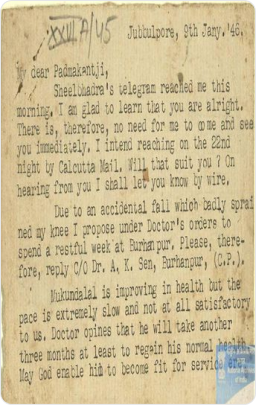 XXVII A/45
Jubbulpore, 9th Jany.'46.
My dear Padmakantji,
Sheelbhadra's telegram reached me this
morning. I am glad to learn that you are alright.
There is, therefore, no need for me to come and see
you immediately. I intend reaching on the 22nd
night by Calcutta Mail. Will that suit you ? On
hearing from you I shall let you know by wire.
Due to an accidental fall which badly sprai
ned my knee I propose under Doctor's orders to
spend a restful week at Burhanpur. Please, there-
fore, reply C/O Dr. A. K. Sen, Burhanpur, (C.P.).
Mukundalal is improving in health but the
pace is extremely slow and not at all satisfactory
to us. Doctor opines that he will take another
three months at least to regain his normal health.
May God enable him to become fit for service